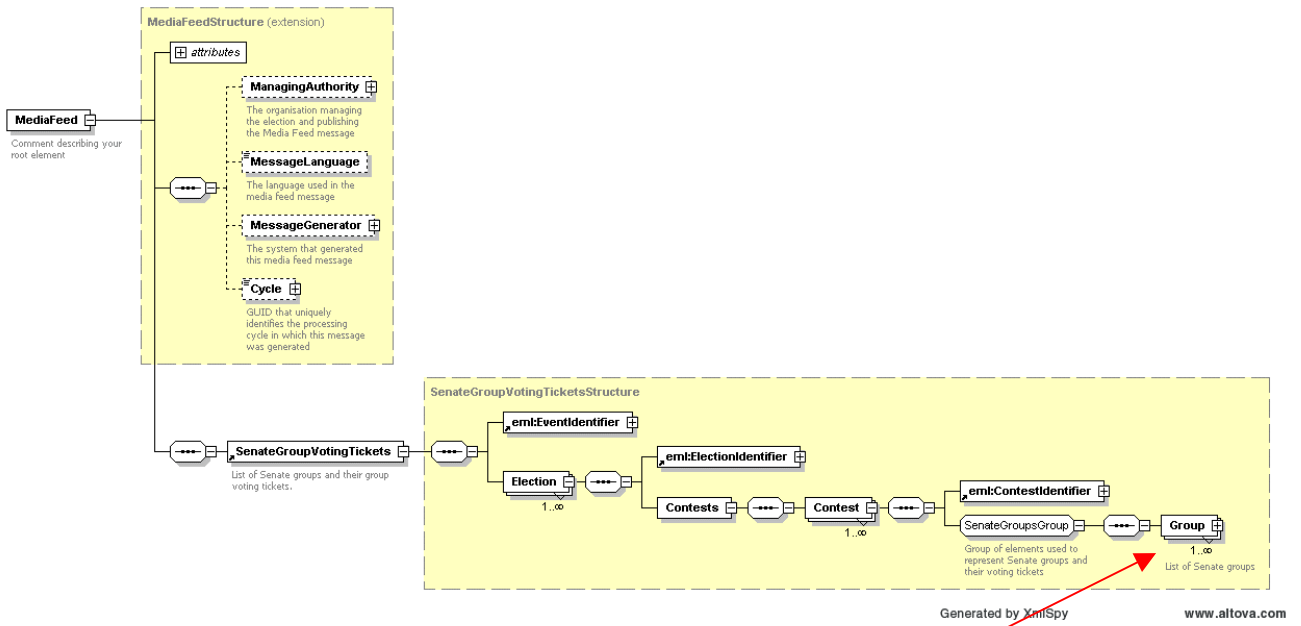 MediaFeedStructure (extension)
attributes
ManagingAuthority
The organisation managing
the election and publishing
the Media Feed message
MediaFeed
Comment describing your
root element
MessageLanguage
The language used in the
media feed message
MessageGenerator
The system that generated
this media feed message
Cycle
GUID that uniquely
identifies the processing
cycle in which this message
was generated
SenateGroupVotingTicketsStructure
eml:EventIdentifier
SenateGroupVotingTickets
List of Senate groups and their group
voting tickets.
eml:ElectionIdentifier
Election
1..∞
eml:ContestIdentifier
Contests
Contest
1..∞
SenateGroupsGroup
Group of elements used to
represent Senate groups and
their voting tickets
Group
1..∞
List of Senate groups
Generated by XmlSpy
www.altova.com